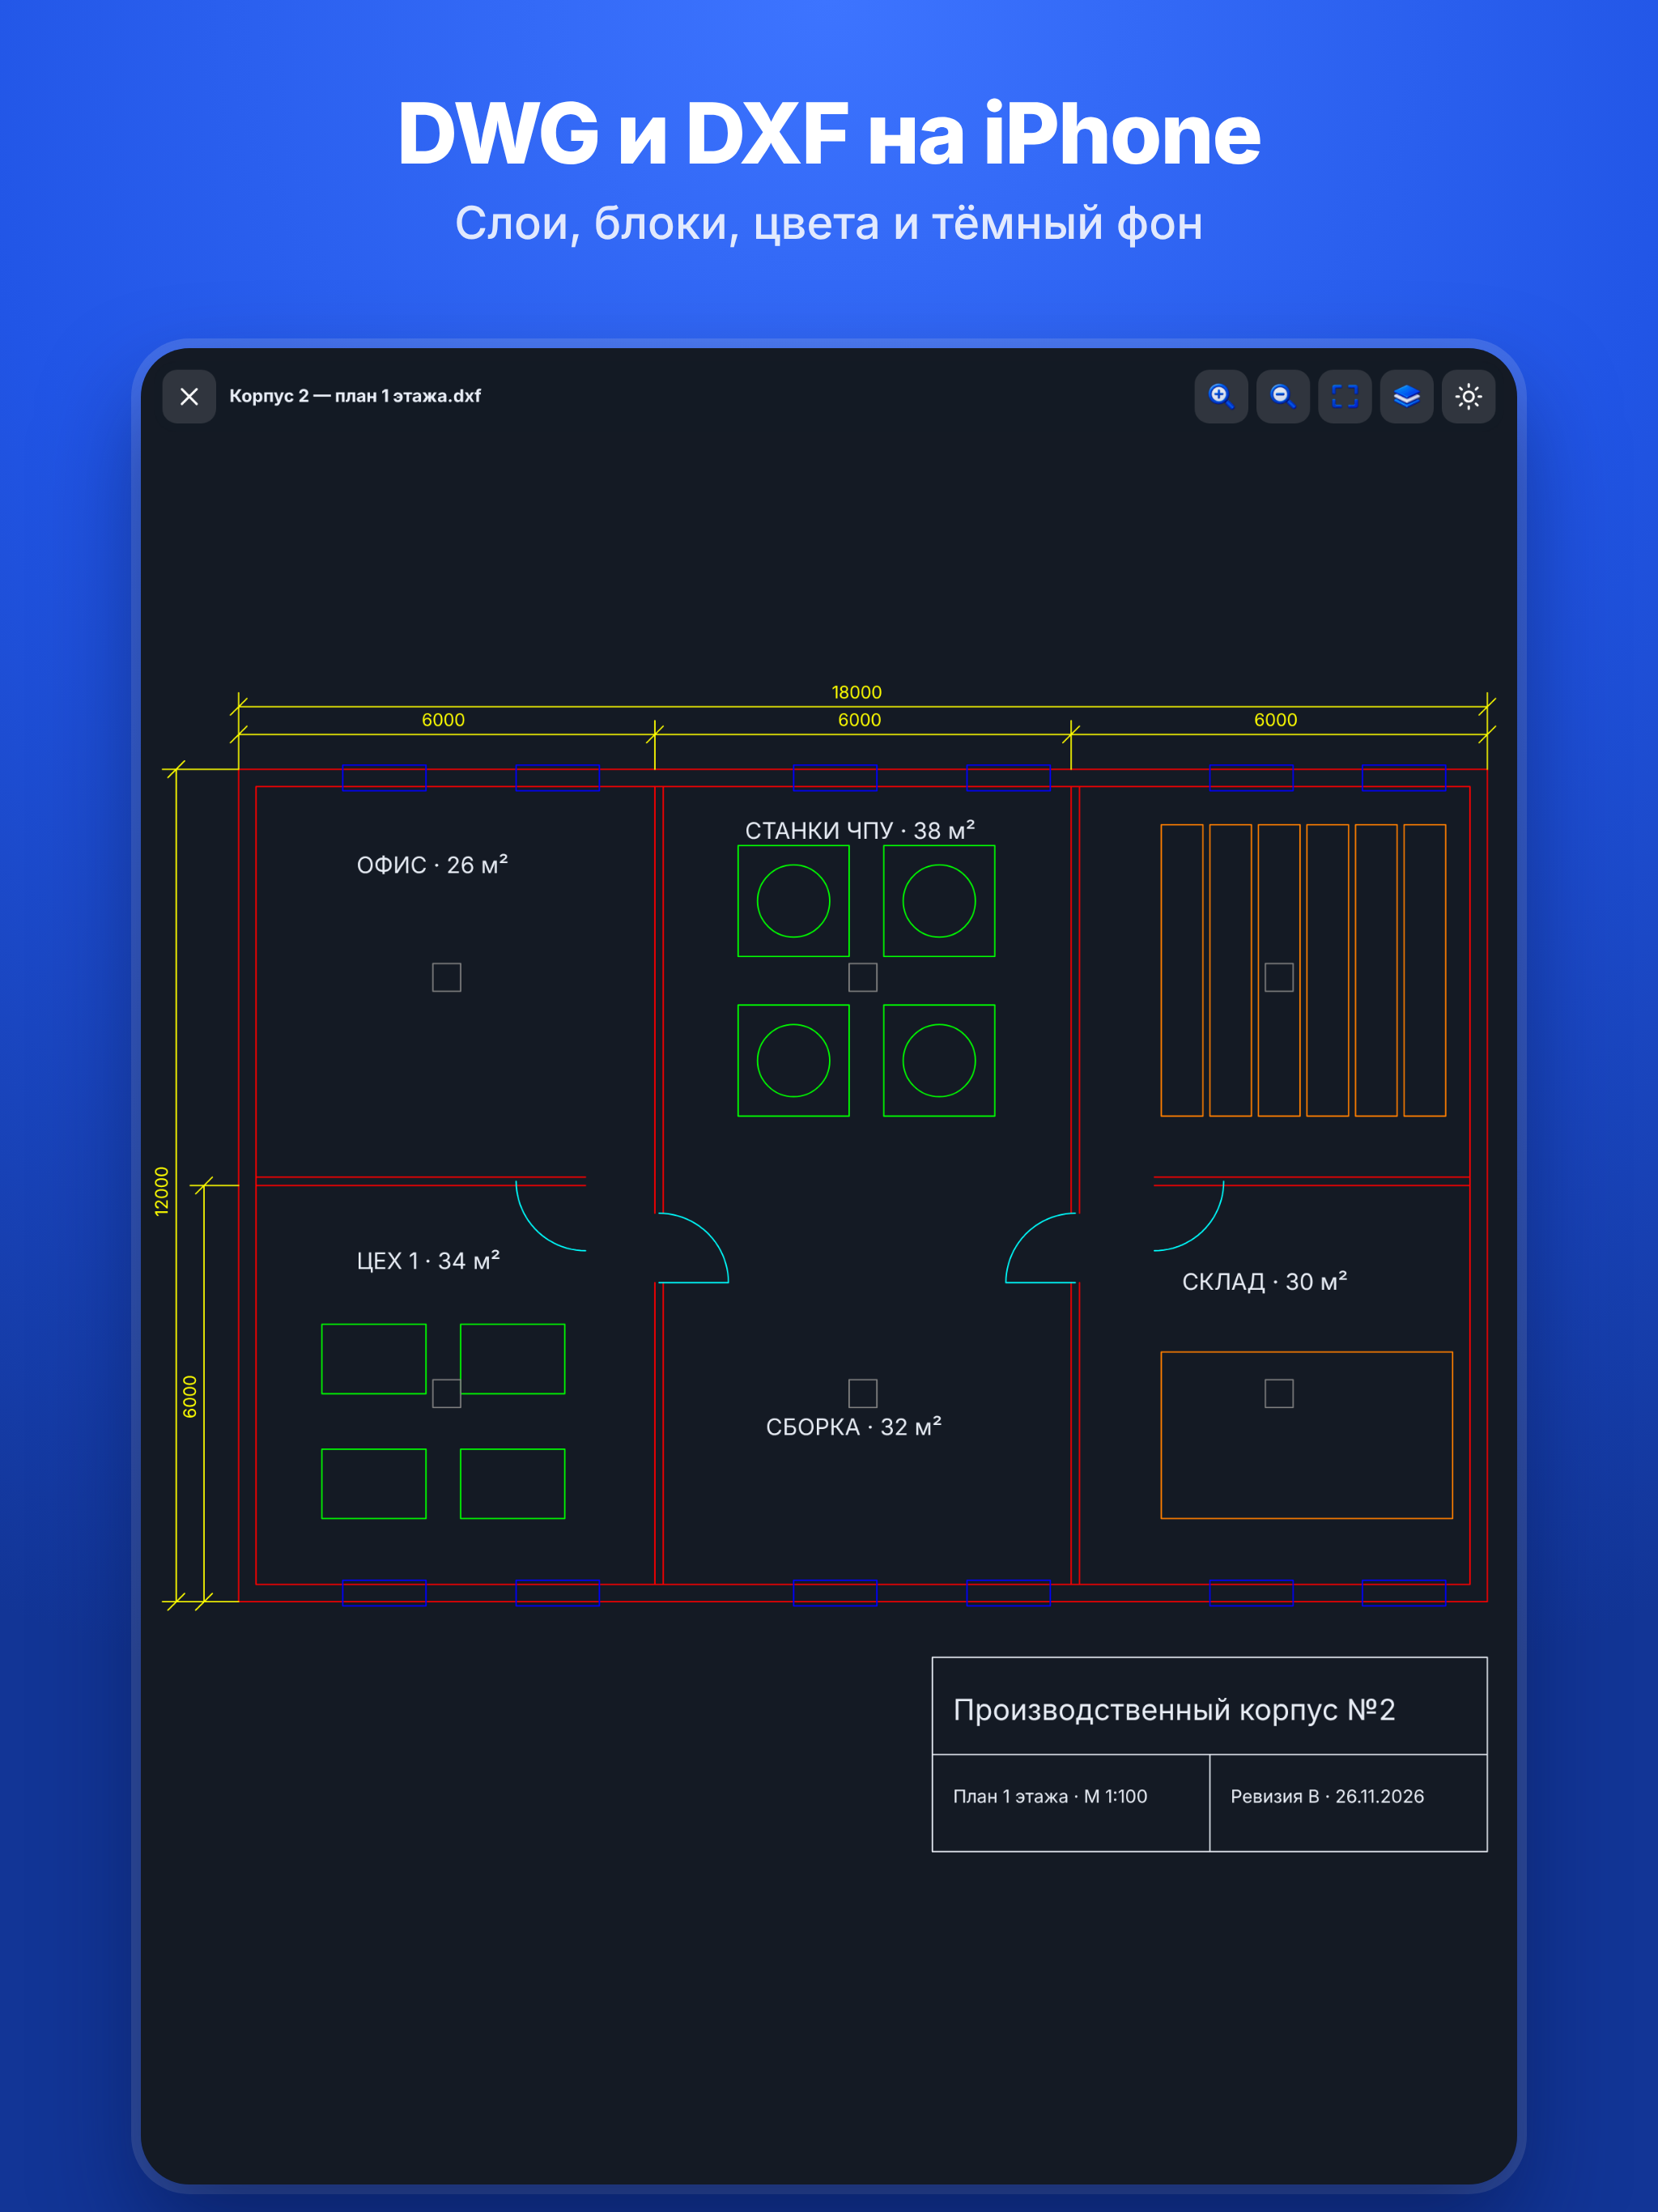 DWG и DXF на iPhone
Слои, блоки, цвета и тёмный фон
Корпус 2 — план 1 этажа.dxf
18000
6000
6000
6000
СТАНКИ ЧПУ · 38 м²
ОФИС · 26 м²
12000
ЦЕХ 1 · 34 м²
СКЛАД · 30 м²
6000
СБОРКА · 32 м²
Производственный корпус №2
План 1 этажа · М 1:100
Ревизия В · 26.11.2026